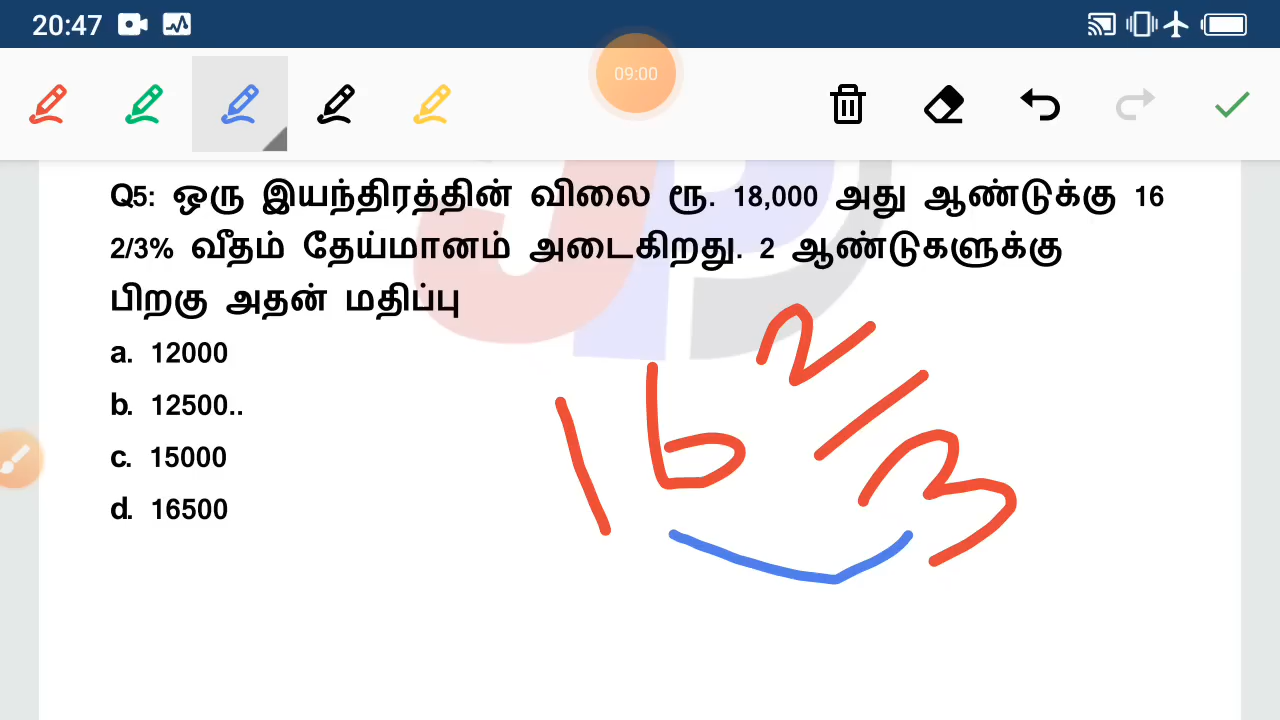 20:47
09:00
Q5: ஒரு இயந்திரத்தின் விலை ரூ. 18,000 அது ஆண்டுக்கு 16
2/3% வீதம் தேய்மானம் அடைகிறது. 2 ஆண்டுகளுக்கு
பிறகு அதன் மதிப்பு
a. 12000
b. 12500..
c. 15000
d. 16500
16 2/3